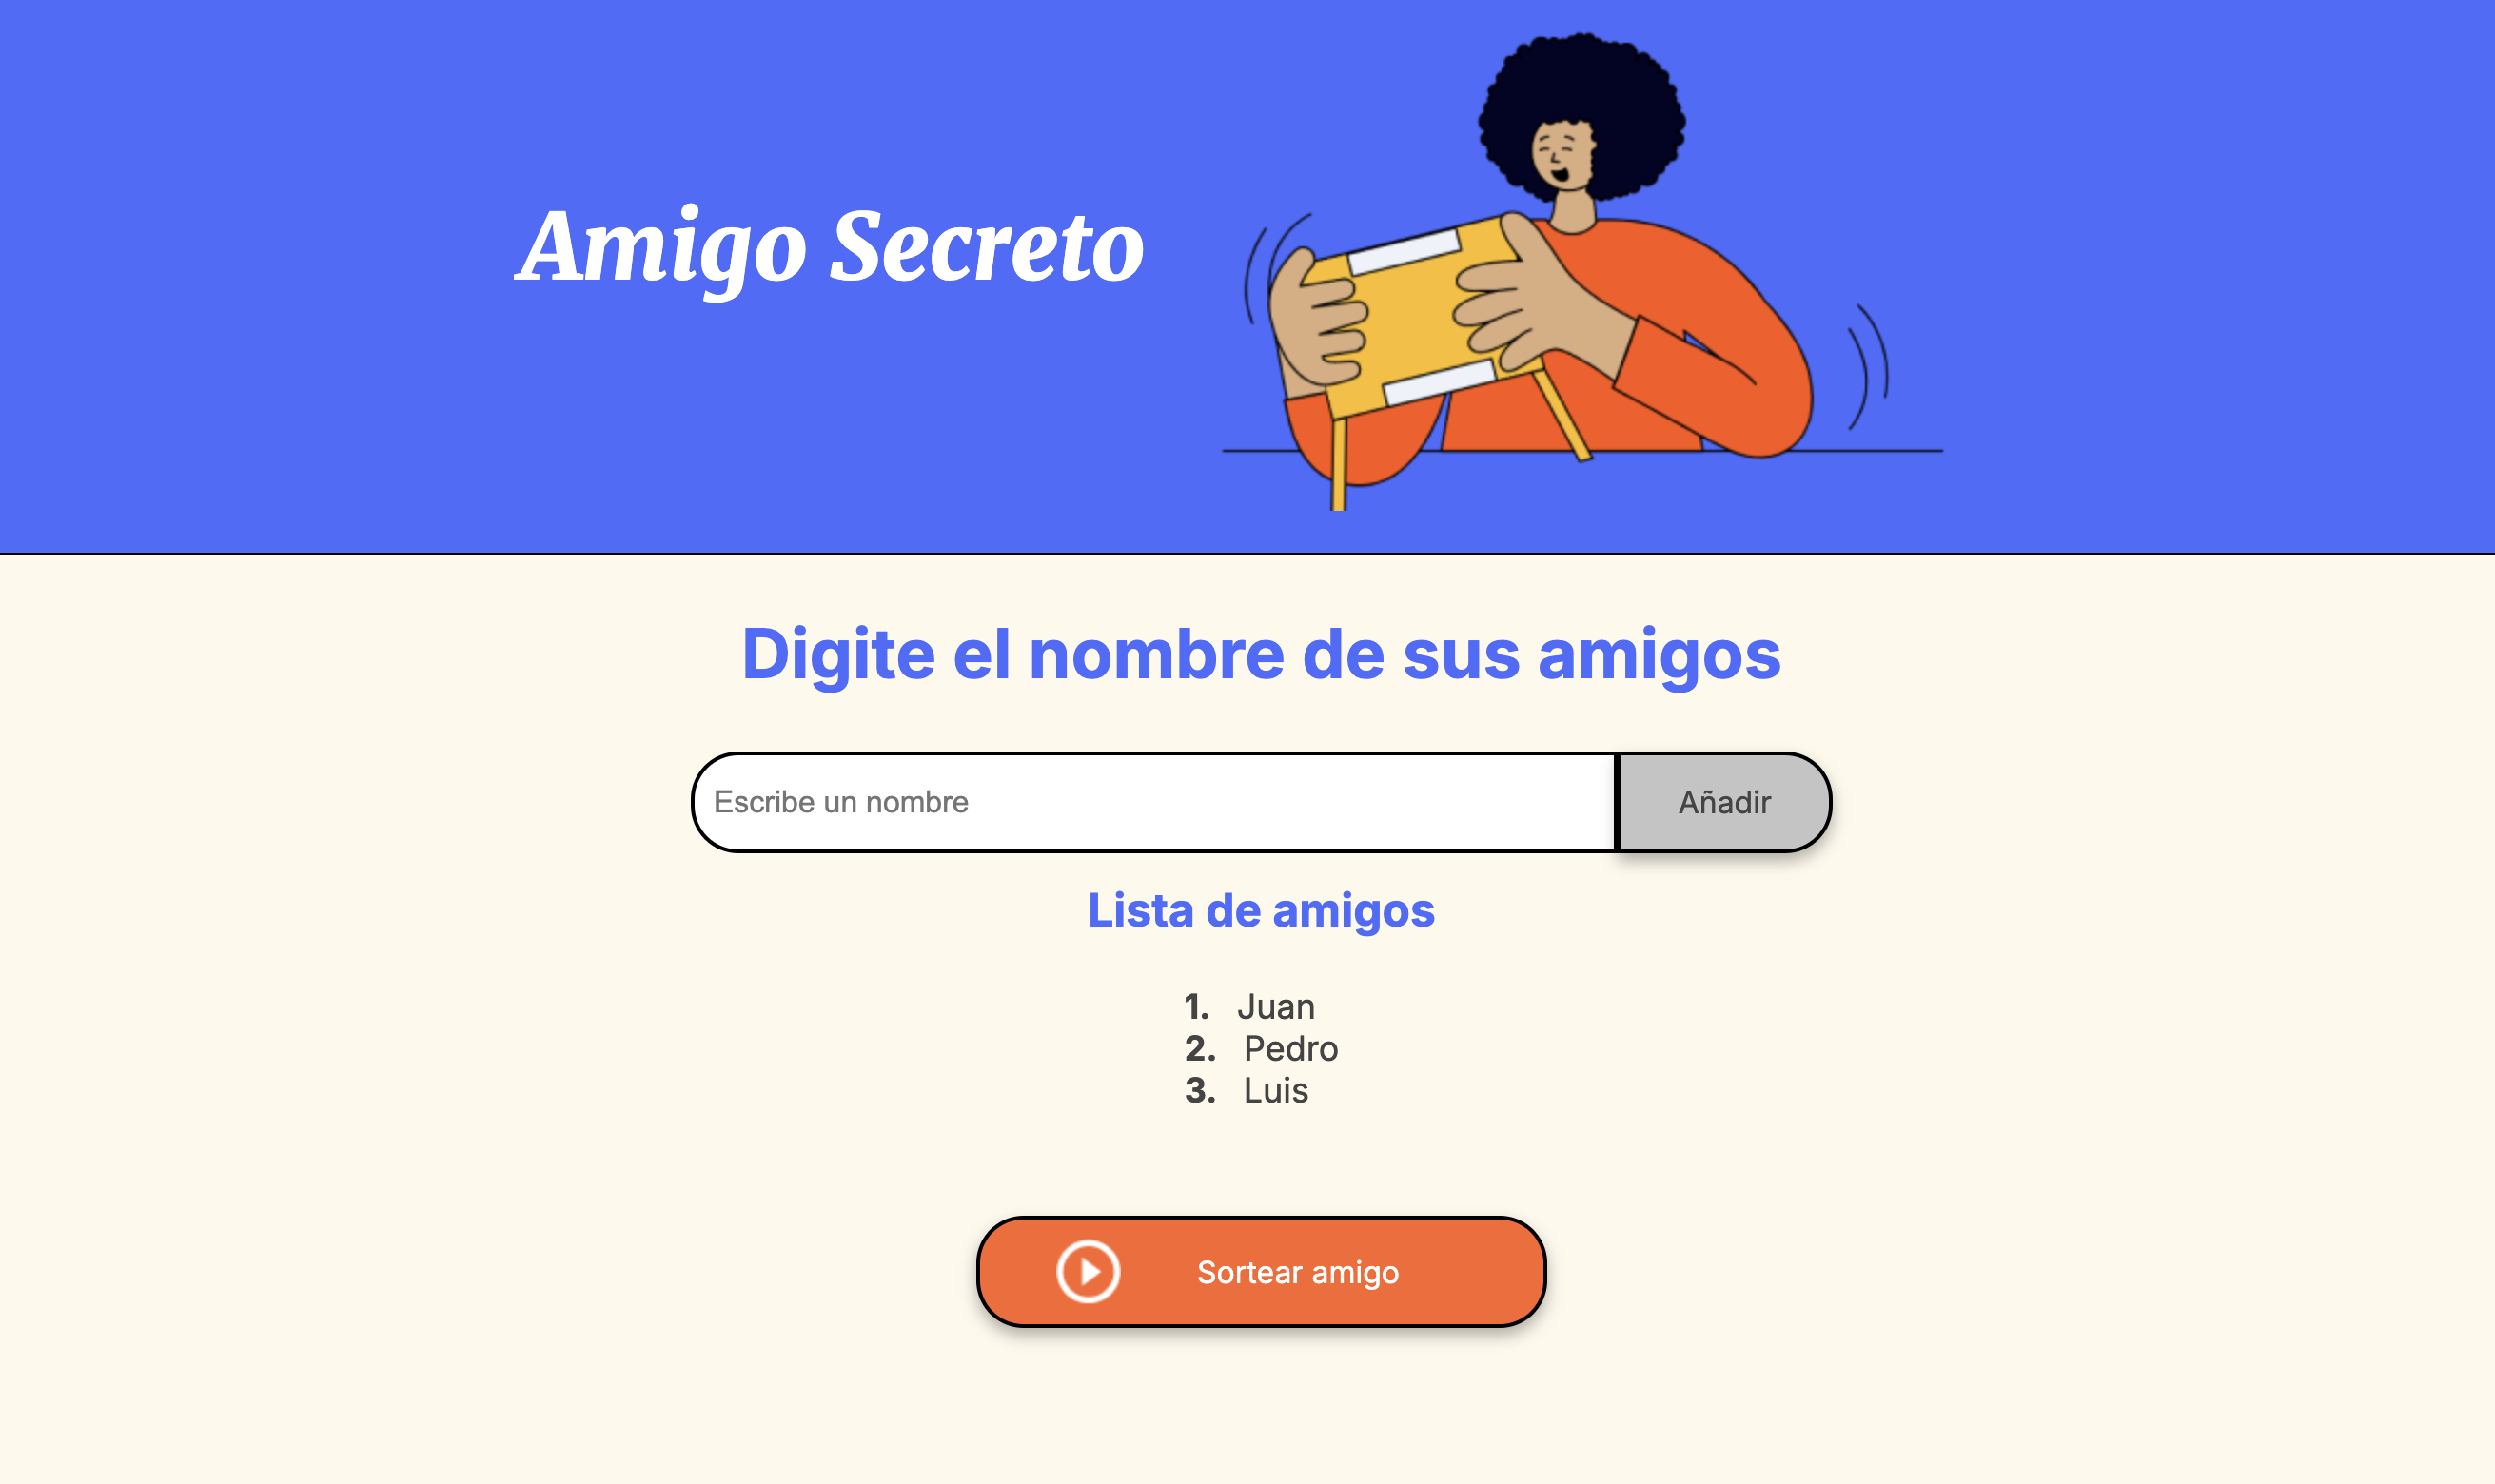 Amigo Secreto
Digite el nombre de sus amigos
Escribe un nombre
Añadir
Lista de amigos
1. Juan
2. Pedro
3. Luis
Sortear amigo